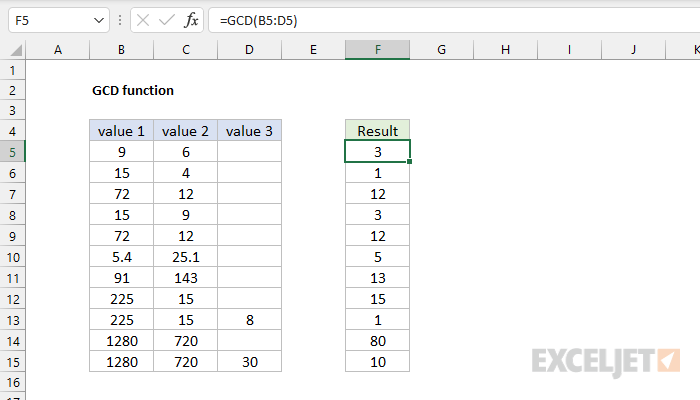 F5 fx =GCD(B5:D5)
A B C D E F G H I J K
1
2 GCD function
3
4 value 1 value 2 value 3 Result
5 9 6 3
6 15 4 1
7 72 12 12
8 15 9 3
9 72 12 12
10 5.4 25.1 5
11 91 143 13
12 225 15 15
13 225 15 8 1
14 1280 720 80
15 1280 720 30 10
16
EXCELJET